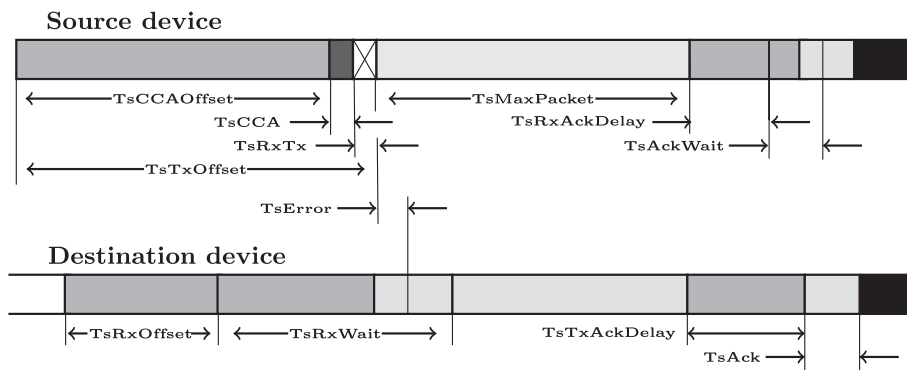 Source device
TsCCAOffset
TsMaxPacket
TsCCA
TsRxAckDelay
TsRxTx
TsAckWait
TsTxOffset
TsError
Destination device
TsRxOffset
TsRxWait
TsTxAckDelay
TsAck